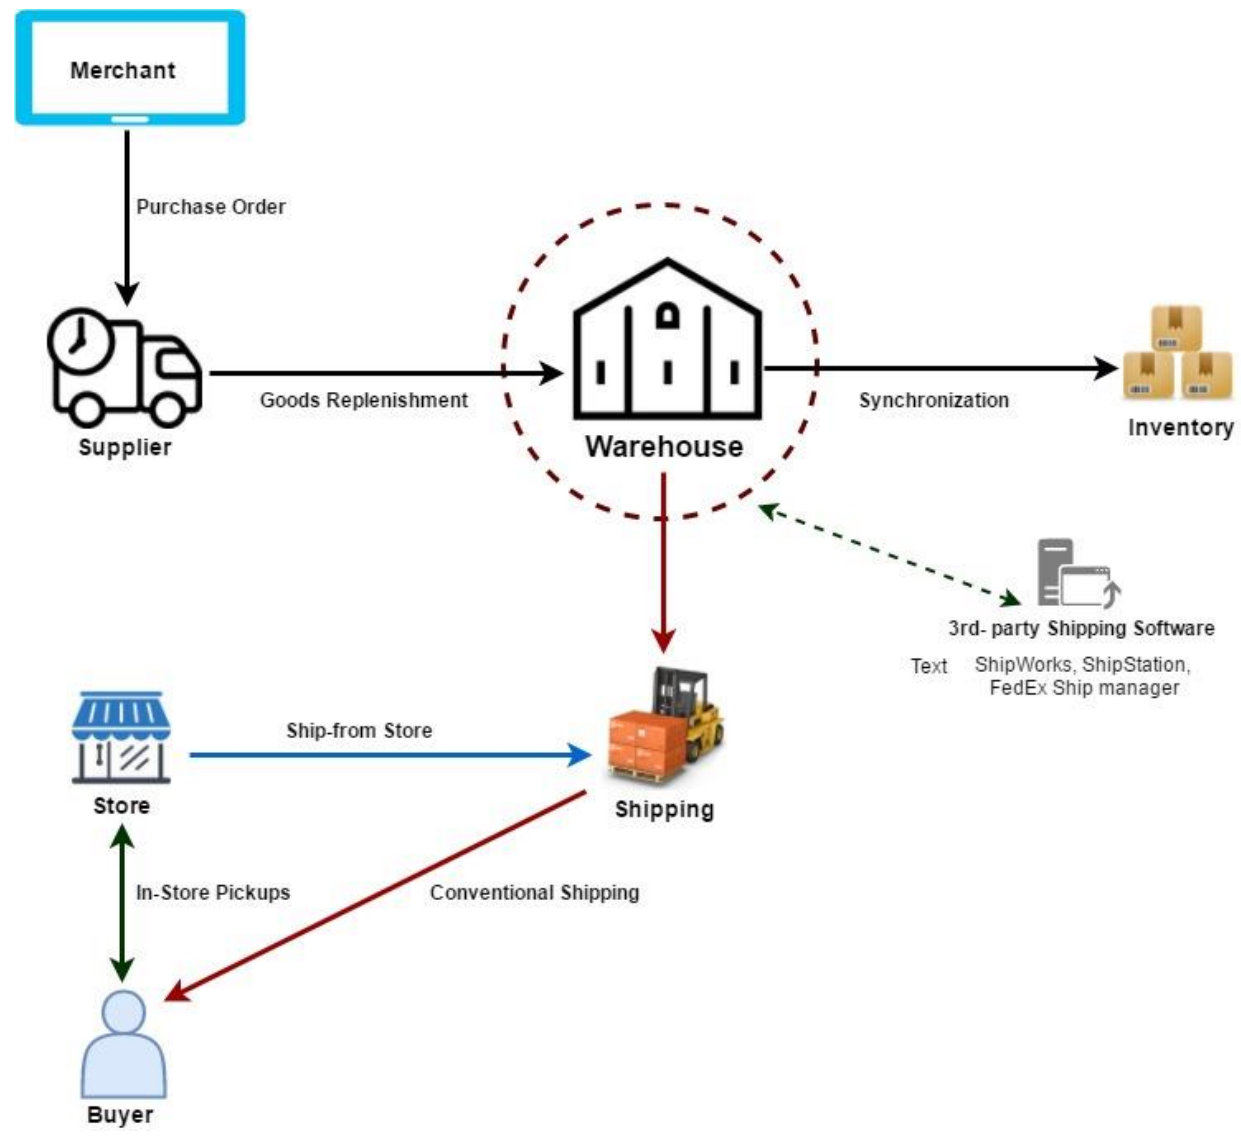 Merchant
Purchase Order
Supplier
Goods Replenishment
Warehouse
Synchronization
Inventory
3rd- party Shipping Software
Text ShipWorks, ShipStation,
FedEx Ship manager
Ship-from Store
Store
Shipping
In-Store Pickups
Conventional Shipping
Buyer